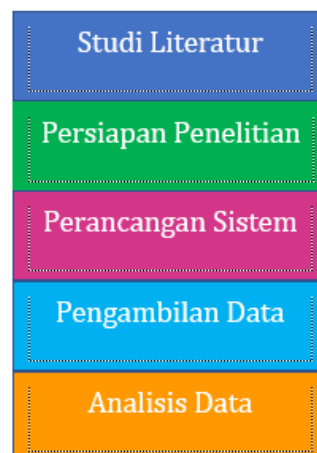 Studi Literatur
Persiapan Penelitian
Perancangan Sistem
Pengambilan Data
Analisis Data